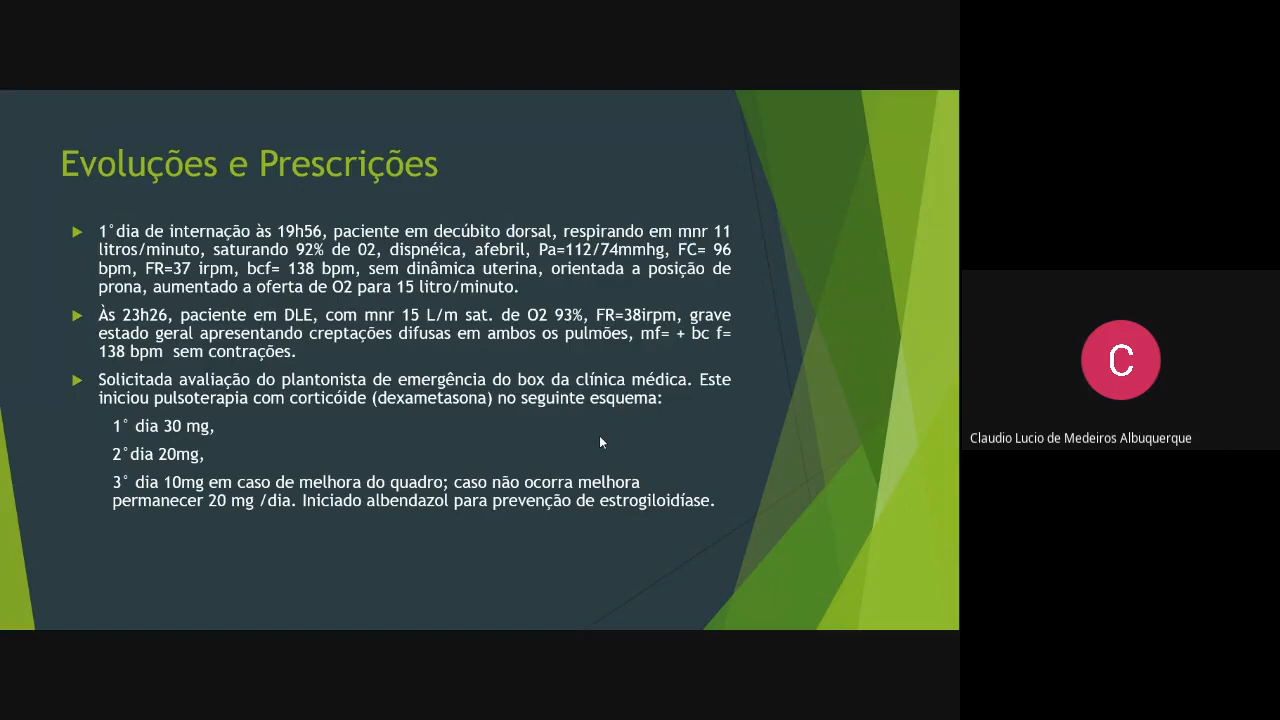 Evoluções e Prescrições
1°dia de internação às 19h56, paciente em decúbito dorsal, respirando em mnr 11
litros/minuto, saturando 92% de 02, dispnéica, afebril, Pa=112/74mmhg, FC= 96
bpm, FR=37 irpm, bcf= 138 bpm, sem dinâmica uterina, orientada a posição de
prona, aumentado a oferta de O2 para 15 litro/minuto.
Às 23h26, paciente em DLE, com mnr 15 L/m sat. de O2 93%, FR=38irpm, grave
estado geral apresentando creptações difusas em ambos os pulmões, mf= + bc f=
138 bpm  sem contrações.
Solicitada avaliação do plantonista de emergência do box da clínica médica. Este
iniciou pulsoterapia com corticóide (dexametasona) no seguinte esquema:
1° dia 30 mg,
2°dia 20mg,
3° dia 10mg em caso de melhora do quadro; caso não ocorra melhora
permanecer 20 mg /dia. Iniciado albendazol para prevenção de estrogiloidíase.
C
Claudio Lucio de Medeiros Albuquerque